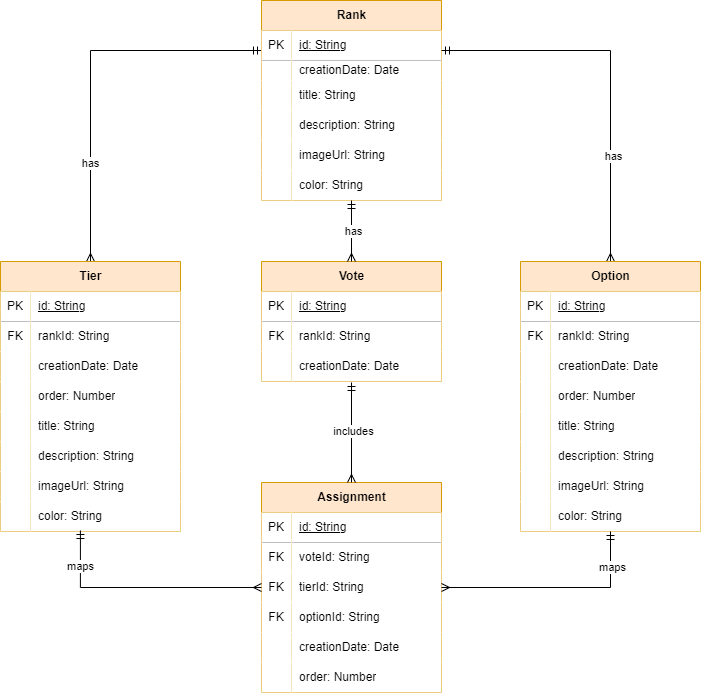 Rank
PK id: String
creationDate: Date
title: String
description: String
imageUrl: String
color: String
has
has
has
Tier
PK id: String
FK rankId: String
creationDate: Date
order: Number
title: String
description: String
imageUrl: String
color: String
Vote
PK id: String
FK rankId: String
creationDate: Date
Option
PK id: String
FK rankId: String
creationDate: Date
order: Number
title: String
description: String
imageUrl: String
color: String
includes
maps
maps
Assignment
PK id: String
FK voteId: String
FK tierId: String
FK optionId: String
creationDate: Date
order: Number